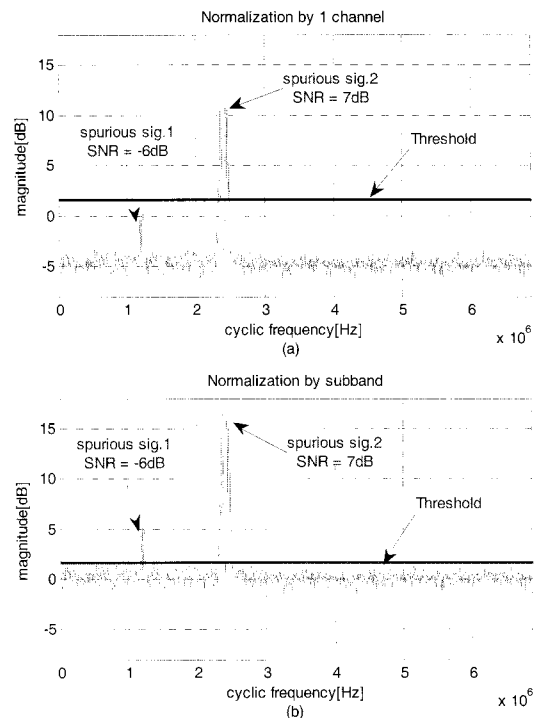 Normalization by 1 channel
15
10
5
0
-5
magnitude[dB]
spurious sig.2
SNR = 7dB
spurious sig.1
SNR = -6dB
Threshold
0 1 2 3 4 5 6
cyclic frequency[Hz]
x 10^6
(a)
Normalization by subband
15
10
5
0
-5
magnitude[dB]
spurious sig.1
SNR = -6dB
spurious sig.2
SNR = 7dB
Threshold
0 1 2 3 4 5 6
cyclic frequency[Hz]
x 10^6
(b)